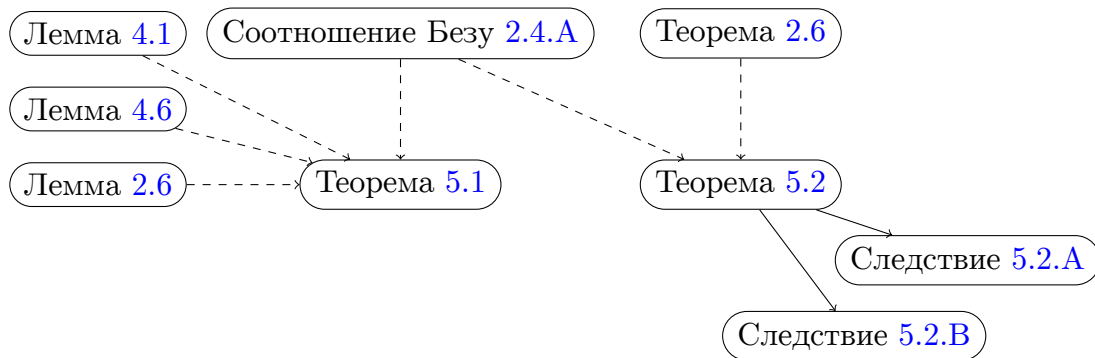 Лемма 4.1
Соотношение Безу 2.4.A
Теорема 2.6
Лемма 4.6
Лемма 2.6
Теорема 5.1
Теорема 5.2
Следствие 5.2.A
Следствие 5.2.B